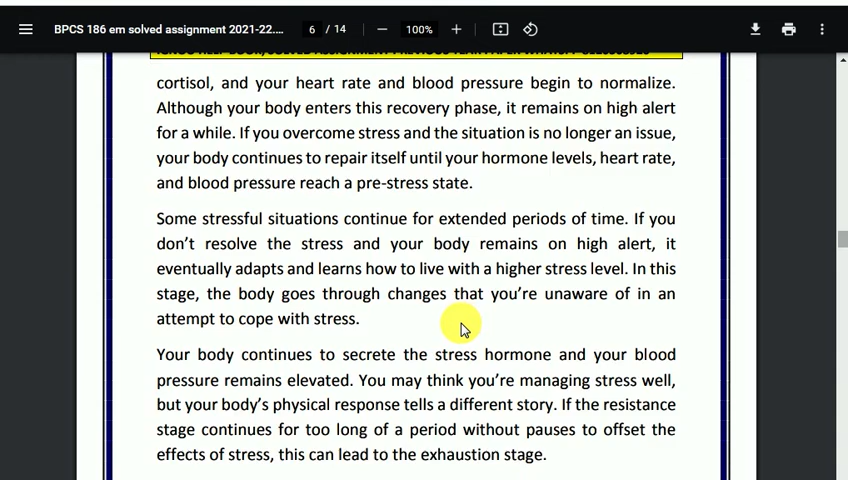 BPCS 186 em solved assignment 2021-22.... 6 / 14 100%
cortisol, and your heart rate and blood pressure begin to normalize.
Although your body enters this recovery phase, it remains on high alert
for a while. If you overcome stress and the situation is no longer an issue,
your body continues to repair itself until your hormone levels, heart rate,
and blood pressure reach a pre-stress state.
Some stressful situations continue for extended periods of time. If you
don't resolve the stress and your body remains on high alert, it
eventually adapts and learns how to live with a higher stress level. In this
stage, the body goes through changes that you're unaware of in an
attempt to cope with stress.
Your body continues to secrete the stress hormone and your blood
pressure remains elevated. You may think you're managing stress well,
but your body's physical response tells a different story. If the resistance
stage continues for too long of a period without pauses to offset the
effects of stress, this can lead to the exhaustion stage.